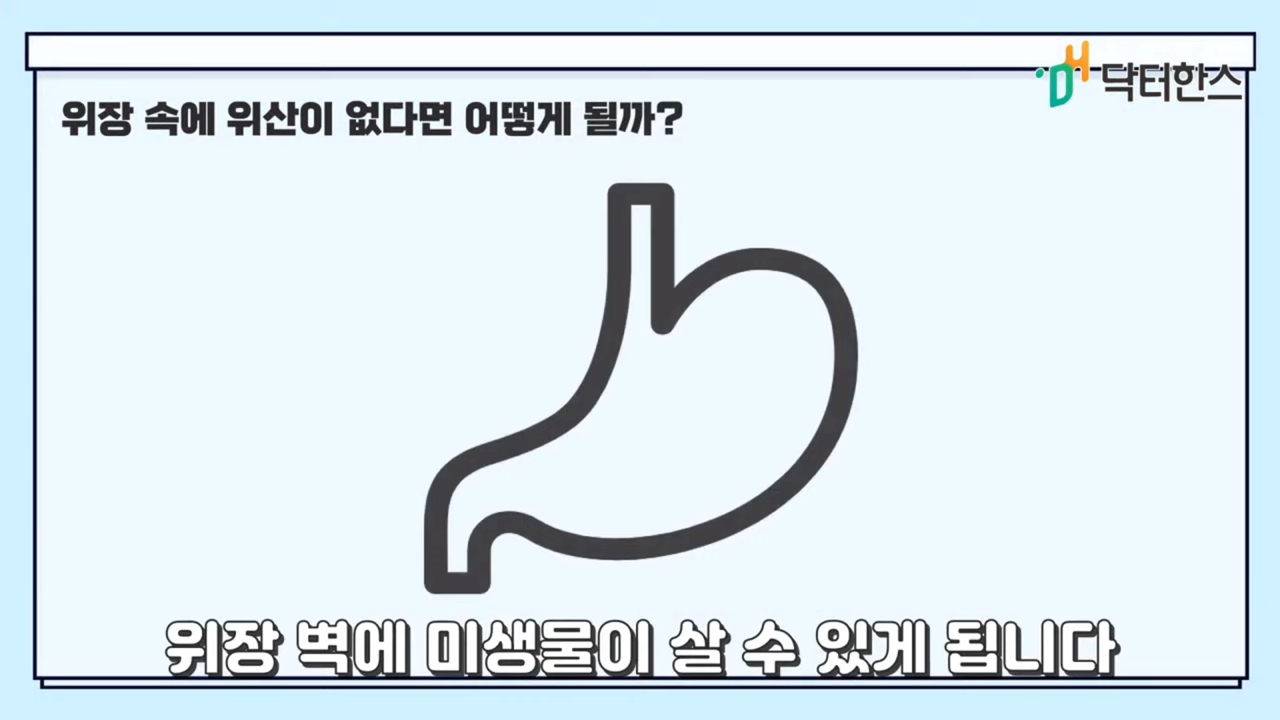 닥터한스
위장 속에 위산이 없다면 어떻게 될까?
위장 벽에 미생물이 살 수 있게 됩니다